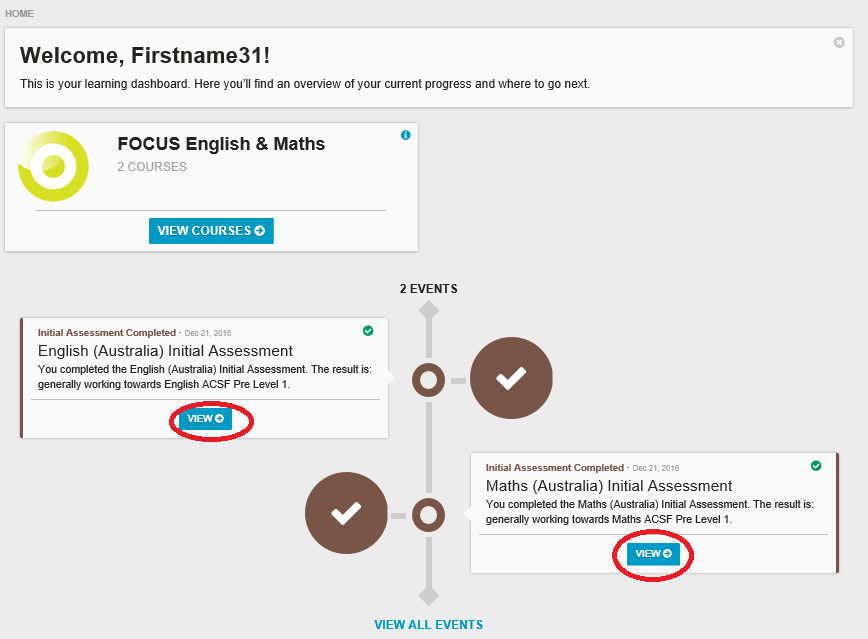 HOME
Welcome, Firstname31!
This is your learning dashboard. Here you'll find an overview of your current progress and where to go next.
FOCUS English & Maths
2 COURSES
VIEW COURSES
2 EVENTS
Initial Assessment Completed · Dec 21, 2016
English (Australia) Initial Assessment
You completed the English (Australia) Initial Assessment. The result is:
generally working towards English ACSF Pre Level 1.
VIEW
Initial Assessment Completed · Dec 21, 2016
Maths (Australia) Initial Assessment
You completed the Maths (Australia) Initial Assessment. The result is:
generally working towards Maths ACSF Pre Level 1.
VIEW
VIEW ALL EVENTS